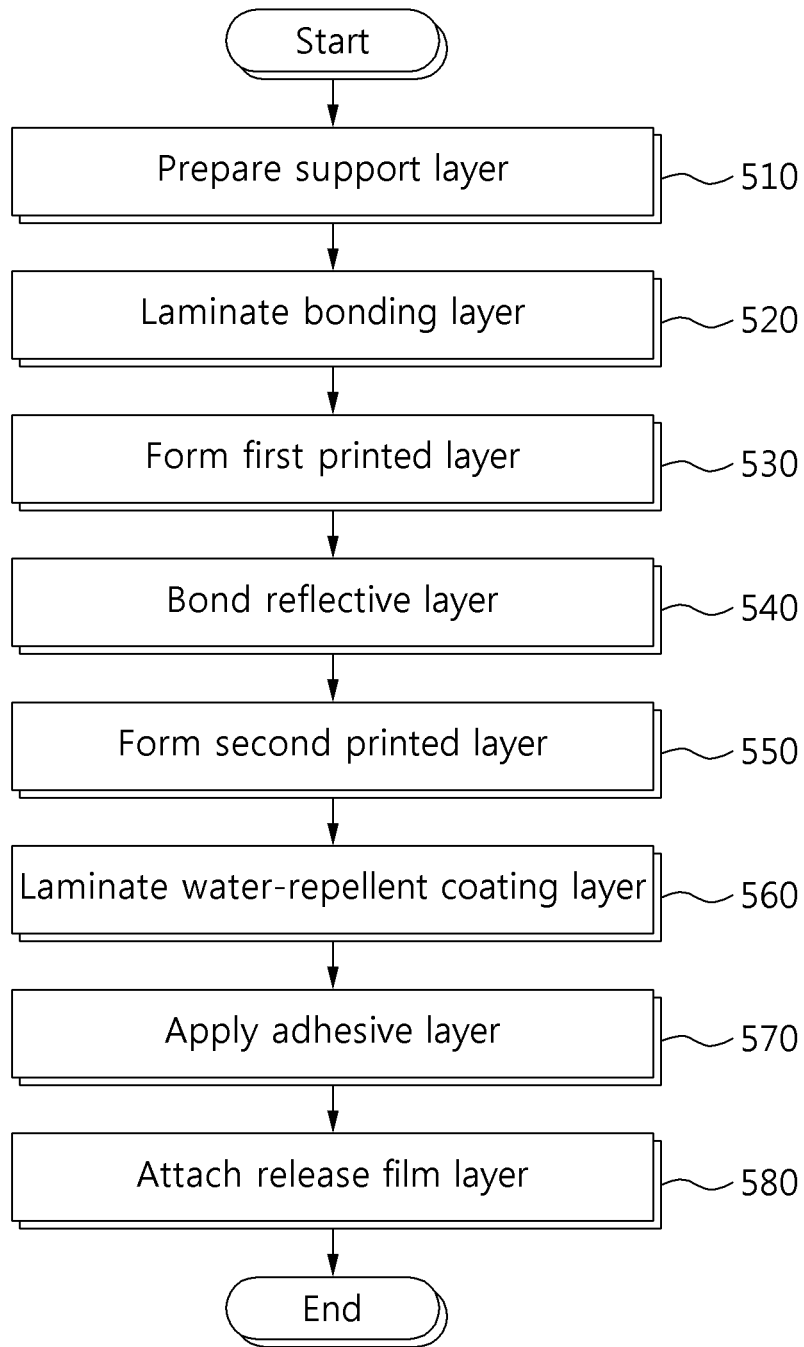 Start
Prepare support layer
510
Laminate bonding layer
520
Form first printed layer
530
Bond reflective layer
540
Form second printed layer
550
Laminate water-repellent coating layer
560
Apply adhesive layer
570
Attach release film layer
580
End